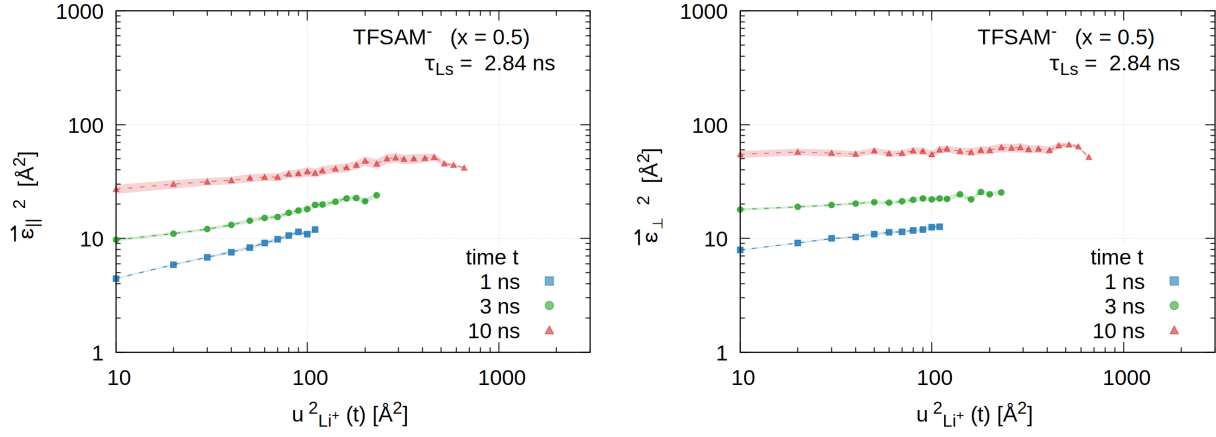 1000
100
10
1
10
100
1000
TFSAM⁻ (x = 0.5)
τ_Ls = 2.84 ns
time t
1 ns
3 ns
10 ns
ε⃗_|| ² [Å²]
u²_Li⁺ (t) [Å²]
1000
100
10
1
10
100
1000
TFSAM⁻ (x = 0.5)
τ_Ls = 2.84 ns
time t
1 ns
3 ns
10 ns
ε⃗_⊥ ² [Å²]
u²_Li⁺ (t) [Å²]